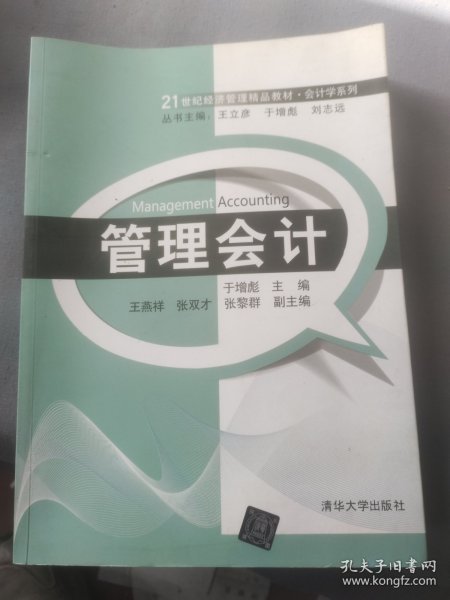 21世纪经济管理精品教材·会计学系列
丛书主编：王立彦 于增彪 刘志远
Management Accounting
管理会计
于增彪 主 编
王燕祥 张双才 张黎群 副主编
清华大学出版社
孔夫子旧书网
www.kongfz.com